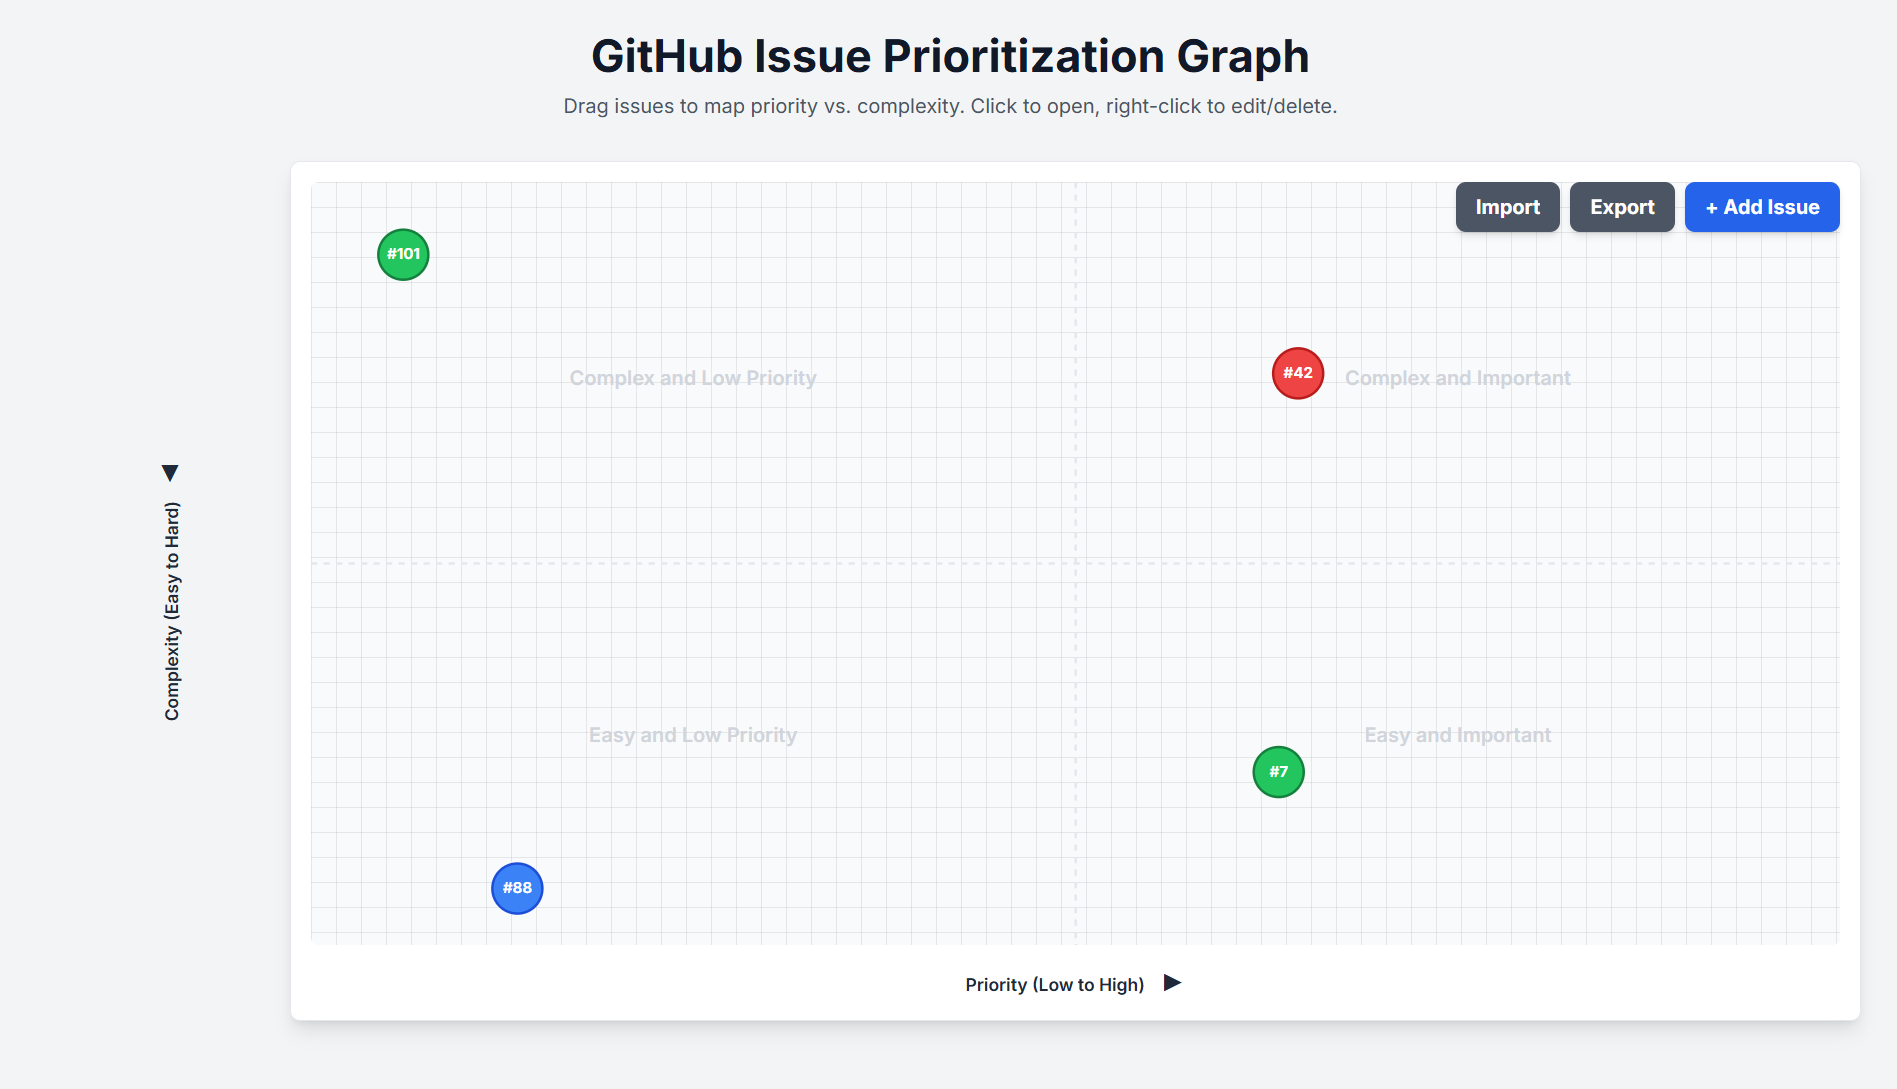 GitHub Issue Prioritization Graph
Drag issues to map priority vs. complexity. Click to open, right-click to edit/delete.
Import
Export
+ Add Issue
#101
#42
Complex and Low Priority
Complex and Important
Complexity (Easy to Hard)
Easy and Low Priority
Easy and Important
#7
#88
Priority (Low to High)